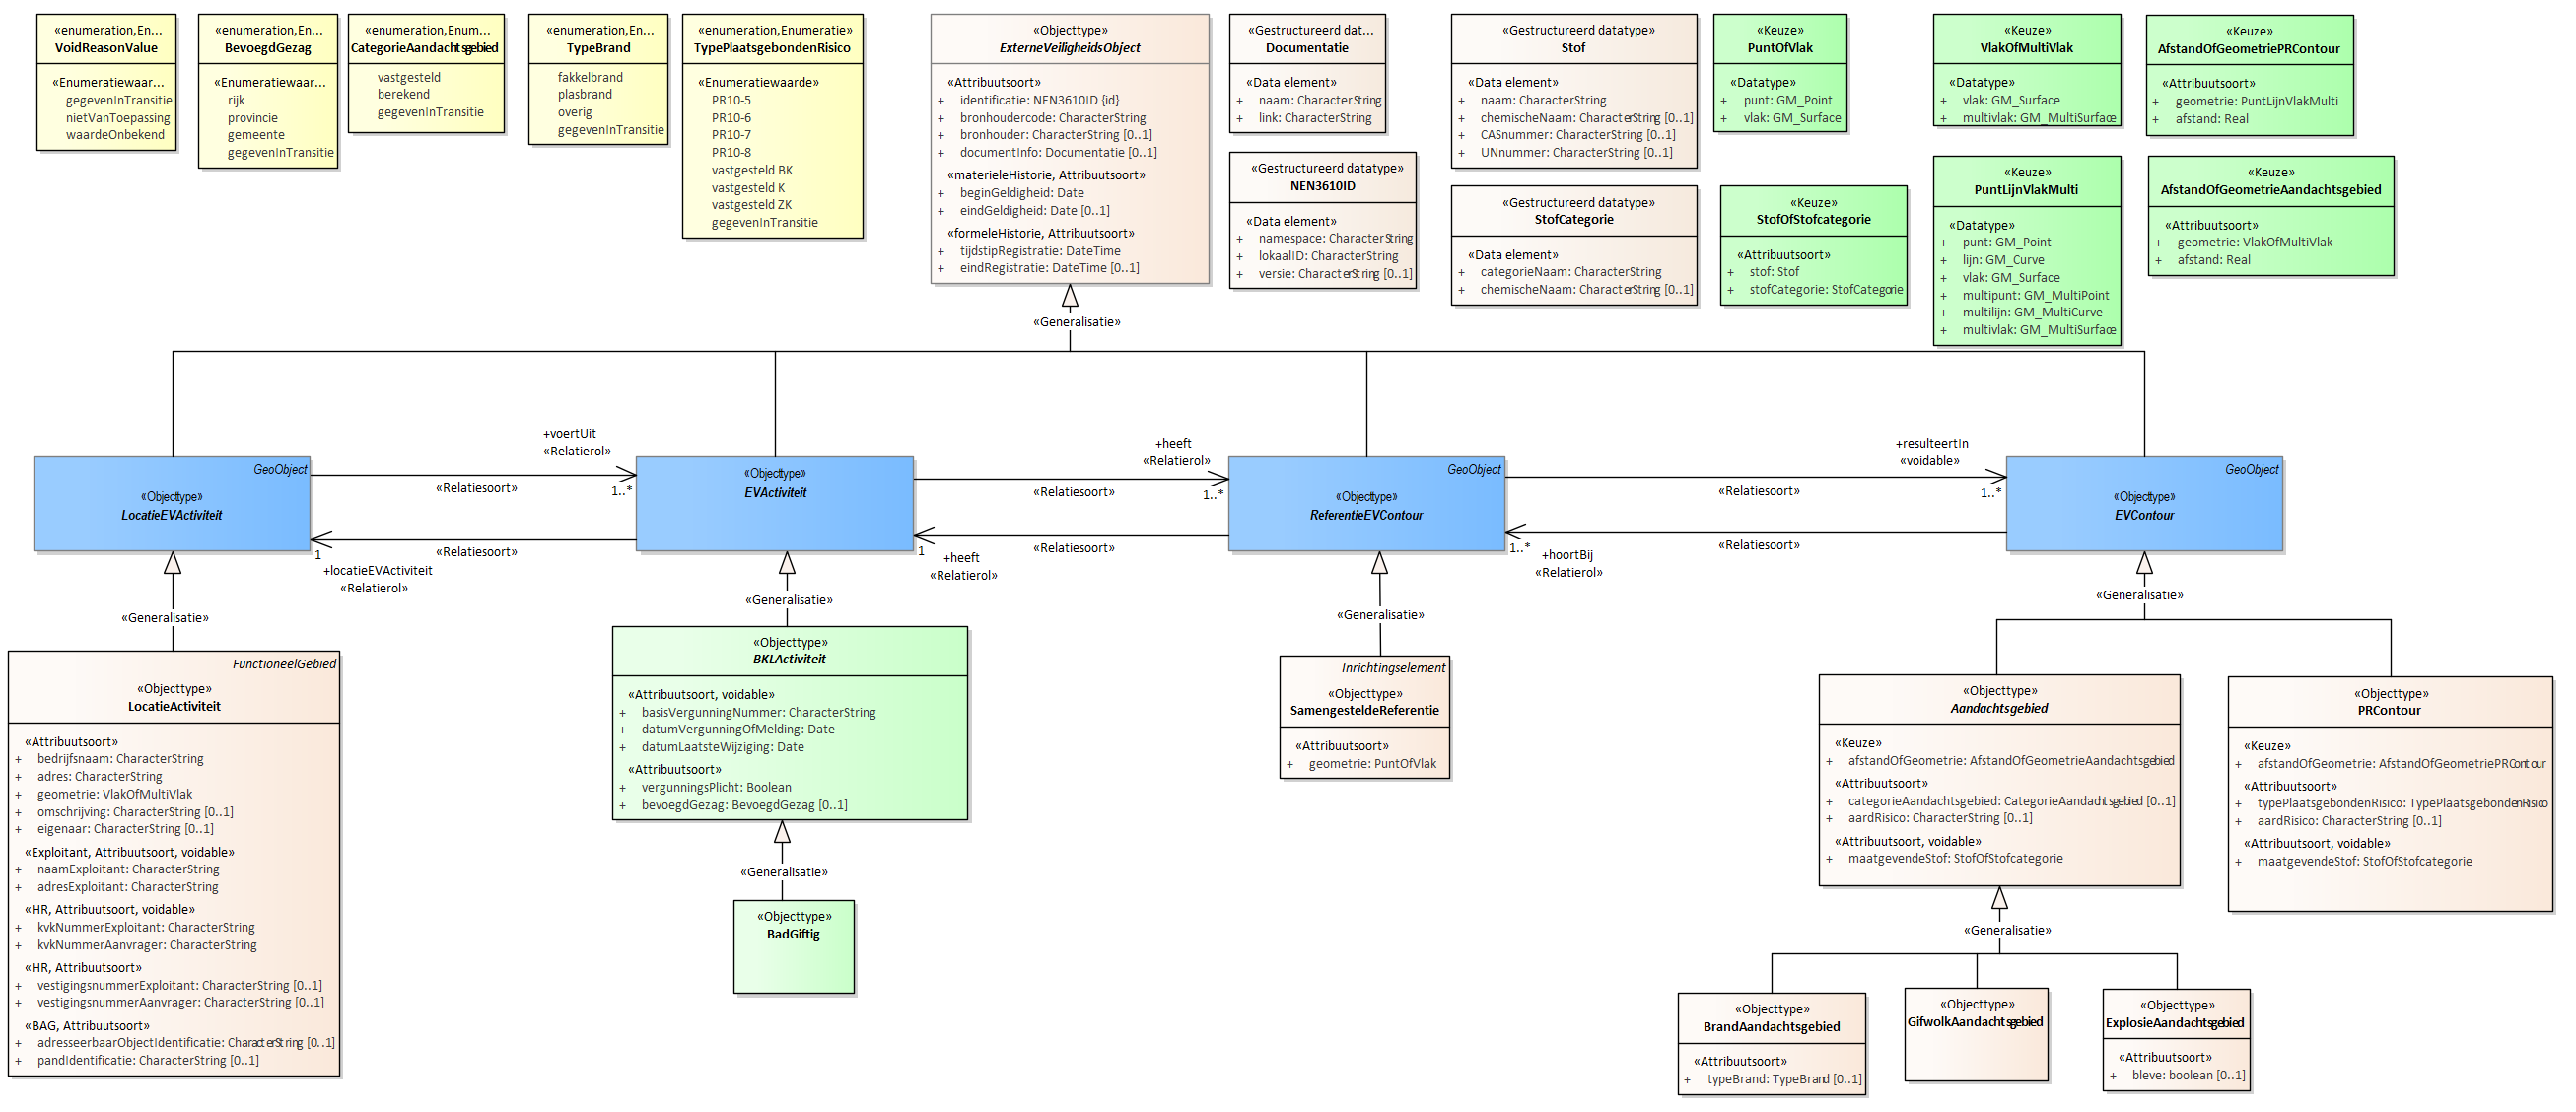 «enumeration,En...
VoidReasonValue
«Enumeratiewaar...
gegevenInTransitie
nietVanToepassing
waardeOnbekend
«enumeration,En...
BevoegdGezag
«Enumeratiewaar...
rijk
provincie
gemeente
gegevenInTransitie
«enumeration,Enum...
CategorieAandachtsgebied
vastgesteld
berekend
gegevenInTransitie
«enumeration,En...
TypeBrand
fakkelbrand
plasbrand
overig
gegevenInTransitie
«enumeration,Enumeratie»
TypePlaatsgebondenRisico
«Enumeratiewaarde»
PR10-5
PR10-6
PR10-7
PR10-8
vastgesteld BK
vastgesteld K
vastgesteld ZK
gegevenInTransitie
«Objecttype»
ExterneVeiligheidsObject
«Attribuutsoort»
+ identificatie: NEN3610ID {id}
+ bronhoudercode: CharacterString
+ bronhouder: CharacterString [0..1]
+ documentInfo: Documentatie [0..1]
«materieleHistorie, Attribuutsoort»
+ beginGeldigheid: Date
+ eindGeldigheid: Date [0..1]
«formeleHistorie, Attribuutsoort»
+ tijdstipRegistratie: DateTime
+ eindRegistratie: DateTime [0..1]
«Gestructureerd dat...
Documentatie
«Data element»
+ naam: CharacterString
+ link: CharacterString
«Gestructureerd datatype»
NEN3610ID
«Data element»
+ namespace: CharacterString
+ lokaalID: CharacterString
+ versie: CharacterString [0..1]
«Gestructureerd datatype»
Stof
«Data element»
+ naam: CharacterString
+ chemischeNaam: CharacterString [0..1]
+ CASnummer: CharacterString [0..1]
+ UNnummer: CharacterString [0..1]
«Gestructureerd datatype»
StofCategorie
«Data element»
+ categorieNaam: CharacterString
+ chemischeNaam: CharacterString [0..1]
«Keuze»
PuntOfVlak
«Datatype»
+ punt: GM_Point
+ vlak: GM_Surface
«Keuze»
StofOfStofcategorie
«Attribuutsoort»
+ stof: Stof
+ stofCategorie: StofCategorie
«Keuze»
VlakOfMultiVlak
«Datatype»
+ vlak: GM_Surface
+ multivlak: GM_MultiSurface
«Keuze»
PuntLijnVlakMulti
«Datatype»
+ punt: GM_Point
+ lijn: GM_Curve
+ vlak: GM_Surface
+ multipunt: GM_MultiPoint
+ multilijn: GM_MultiCurve
+ multivlak: GM_MultiSurface
«Keuze»
AfstandOfGeometriePRContour
«Attribuutsoort»
+ geometrie: PuntLijnVlakMulti
+ afstand: Real
«Keuze»
AfstandOfGeometrieAandachtsgebied
«Attribuutsoort»
+ geometrie: VlakOfMultiVlak
+ afstand: Real
«Generalisatie»
GeoObject
«Objecttype»
LocatieEVActiviteit
+voertUit
«Relatierol»
1..*
«Relatiesoort»
«Relatiesoort»
1
+locatieEVActiviteit
«Relatierol»
«Objecttype»
EVActiviteit
+heeft
«Relatierol»
1..*
«Relatiesoort»
«Relatiesoort»
1
+heeft
«Relatierol»
GeoObject
«Objecttype»
ReferentieEVContour
+resulteertIn
«voidable»
1..*
«Relatiesoort»
«Relatiesoort»
1..*
+hoortBij
«Relatierol»
GeoObject
«Objecttype»
EVContour
«Generalisatie»
«Generalisatie»
«Generalisatie»
«Generalisatie»
FunctioneelGebied
«Objecttype»
LocatieActiviteit
«Attribuutsoort»
+ bedrijfsnaam: CharacterString
+ adres: CharacterString
+ geometrie: VlakOfMultiVlak
+ omschrijving: CharacterString [0..1]
+ eigenaar: CharacterString [0..1]
«Exploitant, Attribuutsoort, voidable»
+ naamExploitant: CharacterString
+ adresExploitant: CharacterString
«HR, Attribuutsoort, voidable»
+ kvkNummerExploitant: CharacterString
+ kvkNummerAanvrager: CharacterString
«HR, Attribuutsoort»
+ vestigingsnummerExploitant: CharacterString [0..1]
+ vestigingsnummerAanvrager: CharacterString [0..1]
«BAG, Attribuutsoort»
+ adresseerbaarObjectIdentificatie: CharacterString [0..1]
+ pandIdentificatie: CharacterString [0..1]
«Objecttype»
BKLActiviteit
«Attribuutsoort, voidable»
+ basisVergunningNummer: CharacterString
+ datumVergunningOfMelding: Date
+ datumLaatsteWijziging: Date
«Attribuutsoort»
+ vergunningsPlicht: Boolean
+ bevoegdGezag: BevoegdGezag [0..1]
«Generalisatie»
«Objecttype»
BadGiftig
Inrichtingselement
«Objecttype»
SamengesteldeReferentie
«Attribuutsoort»
+ geometrie: PuntOfVlak
«Objecttype»
Aandachtsgebied
«Keuze»
+ afstandOfGeometrie: AfstandOfGeometrieAandachtsgebied
«Attribuutsoort»
+ categorieAandachtsgebied: CategorieAandachtsgebied [0..1]
+ aardRisico: CharacterString [0..1]
«Attribuutsoort, voidable»
+ maatgevendeStof: StofOfStofcategorie
«Objecttype»
PRContour
«Keuze»
+ afstandOfGeometrie: AfstandOfGeometriePRContour
«Attribuutsoort»
+ typePlaatsgebondenRisico: TypePlaatsgebondenRisico
+ aardRisico: CharacterString [0..1]
«Attribuutsoort, voidable»
+ maatgevendeStof: StofOfStofcategorie
«Generalisatie»
«Objecttype»
BrandAandachtsgebied
«Attribuutsoort»
+ typeBrand: TypeBrand [0..1]
«Objecttype»
GifwolkAandachtsgebied
«Objecttype»
ExplosieAandachtsgebied
«Attribuutsoort»
+ bleve: boolean [0..1]